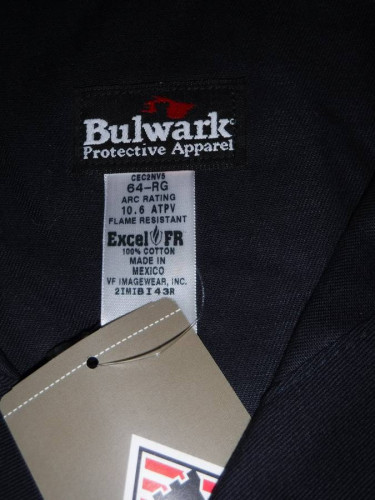 Bulwark
Protective Apparel
CEC2NV5
64-RG
ARC RATING
10.6 ATPV
FLAME RESISTANT
Excel FR
100% COTTON
MADE IN
MEXICO
VF IMAGEWEAR, INC.